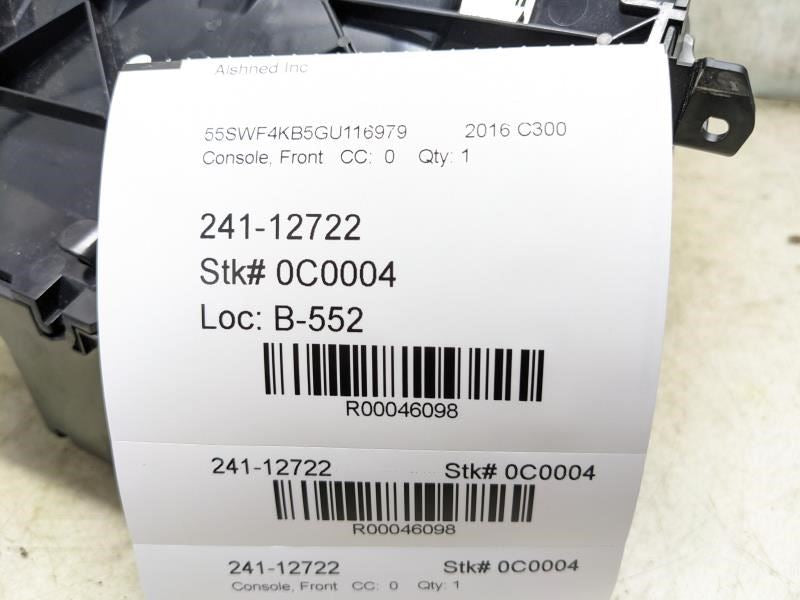 Aishned Inc
55SWF4KB5GU116979 2016 C300
Console, Front CC: 0 Qty: 1
241-12722
Stk# 0C0004
Loc: B-552
R00046098
241-12722 Stk# 0C0004
R00046098
241-12722 Stk# 0C0004
Console, Front CC: 0 Qty: 1